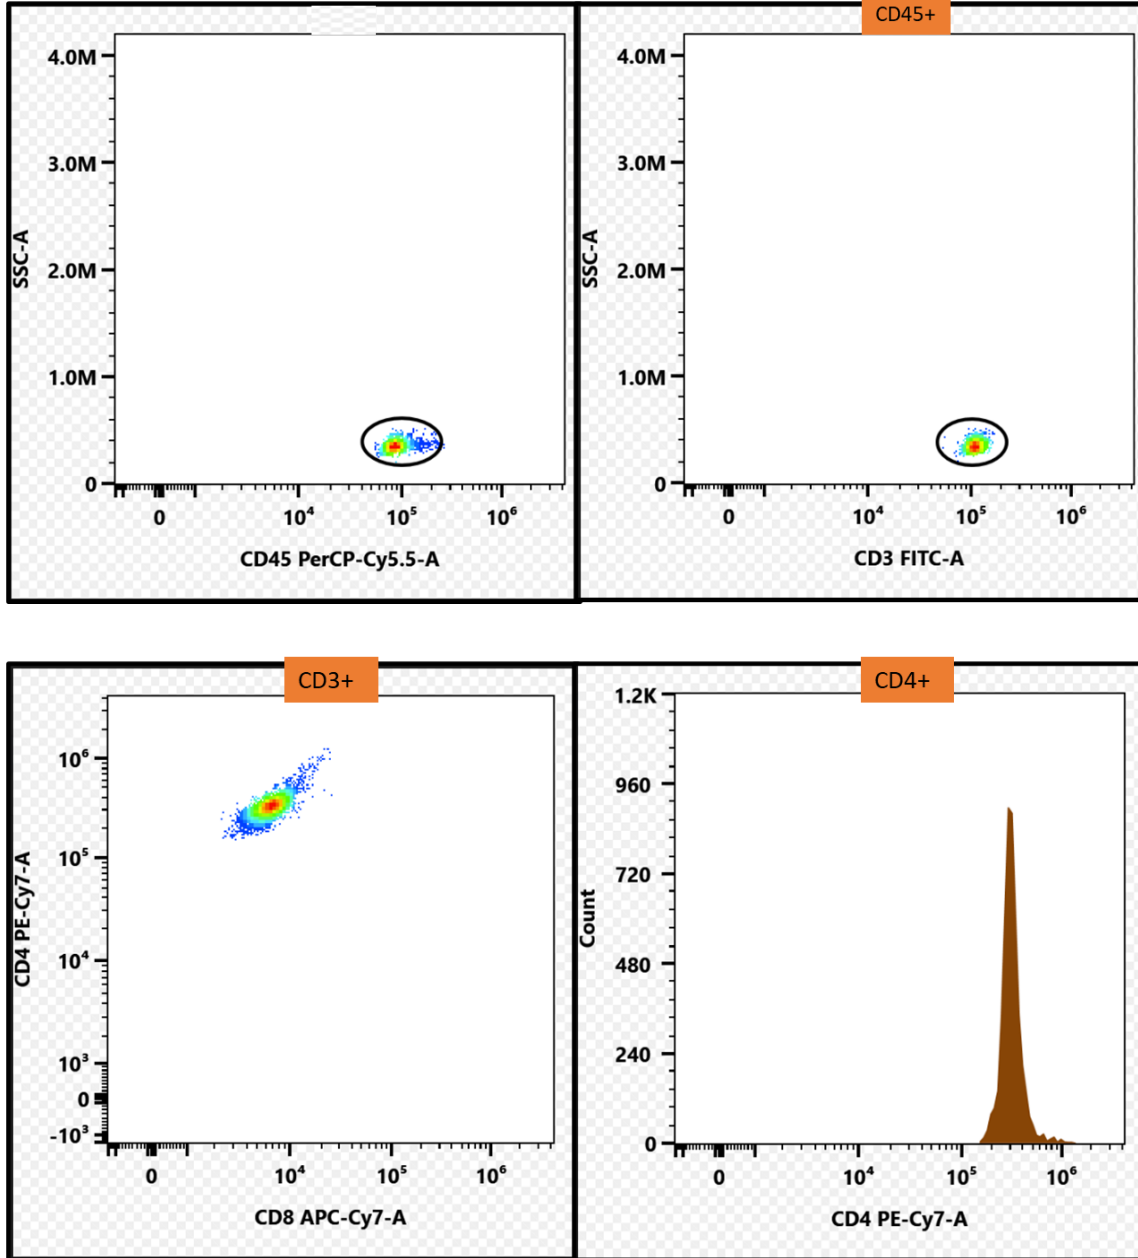 CD45+
4.0M
3.0M
2.0M
1.0M
0
SSC-A
0 10⁴ 10⁵ 10⁶
CD45 PerCP-Cy5.5-A
4.0M
3.0M
2.0M
1.0M
0
SSC-A
0 10⁴ 10⁵ 10⁶
CD3 FITC-A
CD3+
10⁶
10⁵
10⁴
10³
0
-10³
CD4 PE-Cy7-A
0 10⁴ 10⁵ 10⁶
CD8 APC-Cy7-A
CD4+
1.2K
960
720
480
240
0
Count
0 10⁴ 10⁵ 10⁶
CD4 PE-Cy7-A